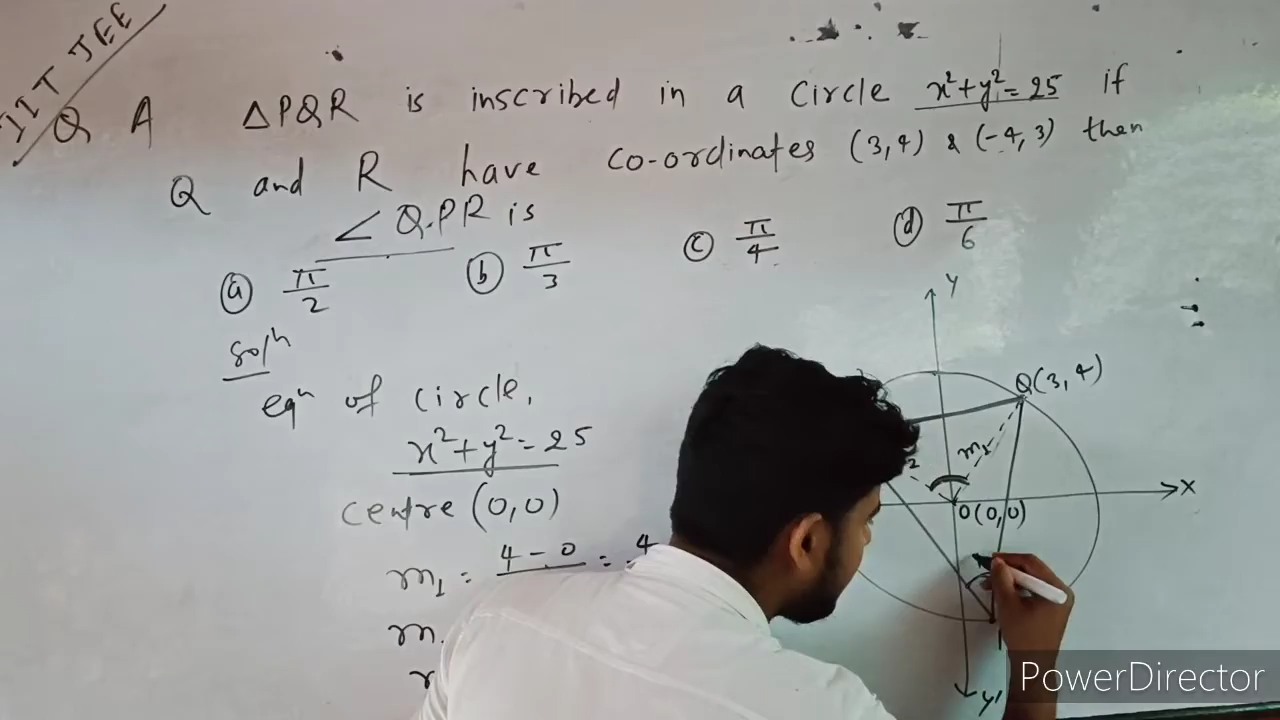 IIT JEE
Q A ΔPQR is inscribed in a circle x²+y²=25 if
Q and R have co-ordinates (3,4) & (-4,3) then
∠QPR is
(a) π/2 (b) π/3 (c) π/4 (d) π/6
Solⁿ
eqⁿ of circle,
x²+y²=25
centre (0,0)
m₁ = 4-0 = 4
m
Y
Q(3,4)
m₁
2
X
O(0,0)
Y'
PowerDirector